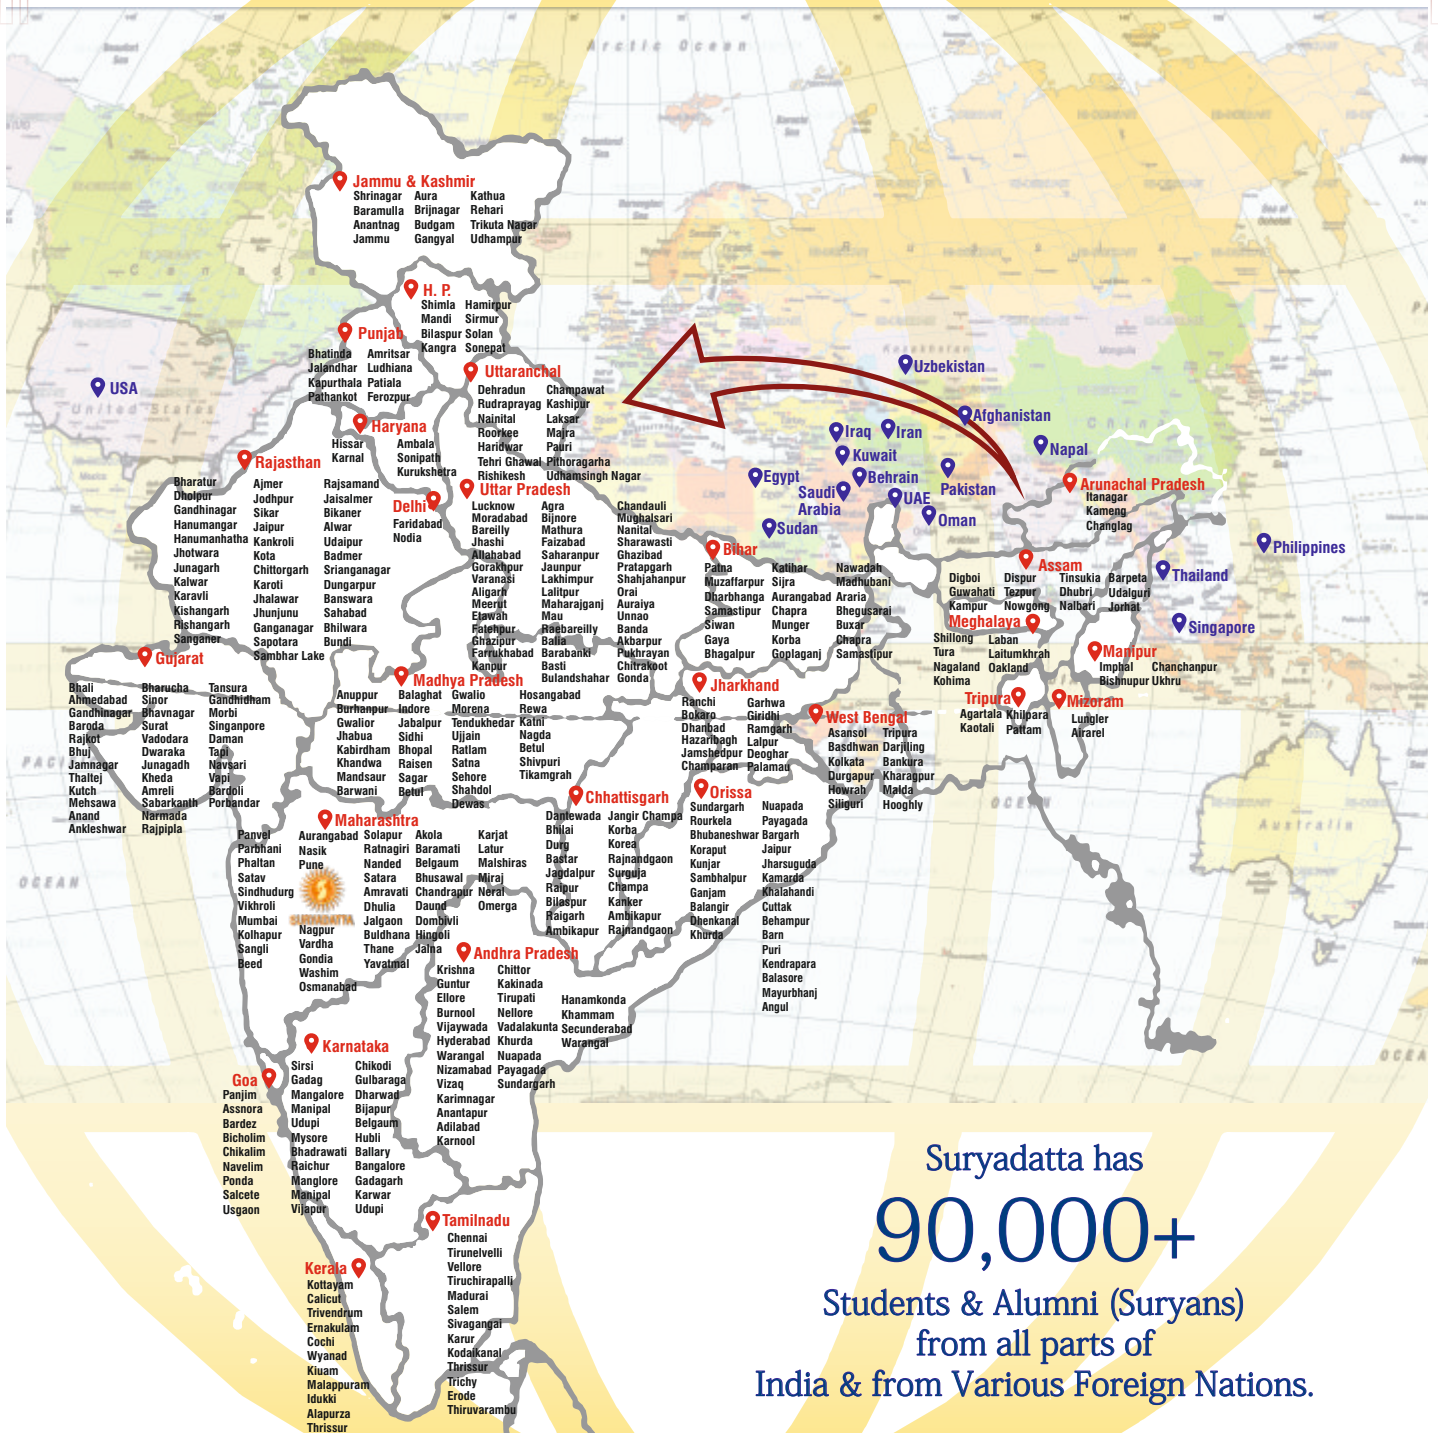 Arctic Ocean
Jammu & Kashmir
Shrinagar Aura Kathua
Baramulla Brijnagar Rehari
Anantnag Budgam Trikuta Nagar
Jammu Gangyal Udhampur
H. P.
Shimla Hamirpur
Mandi Sirmur
Bilaspur Solan
Kangra Sonepat
Punjab
Bhatinda Amritsar
Jalandhar Ludhiana
Kapurthala Patiala
Pathankot Ferozpur
Uttaranchal
Dehradun Champawat
Rudraprayag Kashipur
Nainital Laksar
Roorkee Majra
Haridwar Pauri
Tehri Ghawal Pithoragarha
Rishikesh Udhamsingh Nagar
Haryana
Hissar Ambala
Karnal Sonipath
Kurukshetra
USA
United States
Canada
Uzbekistan
Afghanistan
Iraq
Iran
Napal
Kuwait
Egypt
Behrain
Pakistan
Saudi
Arabia
UAE
Oman
Sudan
Philippines
Thailand
Singapore
Rajasthan
Bharatur Ajmer Rajsamand
Dholpur Jodhpur Jaisalmer
Gandhinagar Sikar Bikaner
Hanumangar Jaipur Alwar
Hanumanhatha Kankroli Udaipur
Jhotwara Kota Badmer
Junagarh Chittorgarh Srianganagar
Kalwar Karoti Dungarpur
Karavli Jhalawar Banswara
Kishangarh Jhunjunu Sahabad
Rishangarh Ganganagar Bhilwara
Sanganer Sapotara Bundi
Sambhar Lake
Delhi
Faridabad
Nodia
Uttar Pradesh
Lucknow Agra Chandauli
Moradabad Bijnore Mughalsari
Bareilly Mathura Nanital
Jhashi Faizabad Sharawasti
Allahabad Saharanpur Ghazibad
Gorakhpur Jaunpur Pratapgarh
Varanasi Lakhimpur Shahjahanpur
Aligarh Lalitpur Orai
Meerut Maharajganj Auraiya
Etawah Mau Unnao
Fatehpur Raebareilly Banda
Ghazipur Balia Akbarpur
Farrukhabad Barabanki Pukhrayan
Kanpur Basti Chitrakoot
Bulandshahar Gonda
Bihar
Patna Katihar Nawadah
Muzaffarpur Sijra Madhubani
Dharbhanga Aurangabad Araria
Samastipur Chapra Bhegusarai
Siwan Munger Buxar
Gaya Korba Chapra
Bhagalpur Goplaganj Samastipur
Arunachal Pradesh
Itanagar
Kameng
Changlag
Assam
Digboi Dispur Tinsukia Barpeta
Guwahati Tezpur Dhubri Udalguri
Kampur Nowgong Nalbari Jorhat
Meghalaya
Shillong Laban
Tura Laitumkhrah
Nagaland Oakland
Kohima
Manipur
Imphal Chanchanpur
Bishnupur Ukhru
Tripura
Agartala Khilpara
Kaotali Pattam
Mizoram
Lungler
Airarel
Gujarat
Bhali Bharucha Tansura
Ahmedabad Sinor Gandhidham
Gandhinagar Bhavnagar Morbi
Baroda Surat Singanpore
Rajkot Vadodara Daman
Bhuj Dwaraka Tapi
Jamnagar Junagadh Navsari
Thaltej Kheda Vapi
Kutch Amreli Bardoli
Mehsawa Sabarkanth Porbandar
Anand Narmada
Ankleshwar Rajpipla
Madhya Pradesh
Anuppur Balaghat Gwalio Hosangabad
Burhanpur Indore Morena Rewa
Gwalior Jabalpur Tendukhedar Katni
Jhabua Sidhi Ujjain Nagda
Kabirdham Bhopal Ratlam Betul
Khandwa Raisen Satna Shivpuri
Mandsaur Sagar Sehore Tikamgrah
Barwani Betul Shahdol
Dewas
Jharkhand
Ranchi Garhwa
Bokaro Giridhi
Dhanbad Ramgarh
Hazaribagh Lalpur
Jamshedpur Deoghar
Champaran Palamau
West Bengal
Asansol Tripura
Basdhwan Darjiling
Kolkata Bankura
Durgapur Kharagpur
Howrah Malda
Siliguri Hooghly
Chhattisgarh
Dantewada Jangir Champa
Bhilai Korba
Durg Korea
Bastar Rajnandgaon
Jagdalpur Surguja
Raipur Champa
Bilaspur Kanker
Raigarh Ambikapur
Ambikapur Rajnandgaon
Orissa
Sundargarh Nuapada
Rourkela Payagada
Bhubaneshwar Bargarh
Koraput Jaipur
Kunjar Jharsuguda
Sambhalpur Kamarda
Ganjam Khalahandi
Balangir Cuttak
Dhenkanal Behampur
Khurda Barn
Puri
Kendrapara
Balasore
Mayurbhanj
Angul
Maharashtra
Panvel Aurangabad Solapur Akola Karjat
Parbhani Nasik Ratnagiri Baramati Latur
Phaltan Pune Nanded Belgaum Malshiras
Satav Satara Bhusawal Miraj
Sindhudurg Amravati Chandrapur Neral
Vikhroli Dhulia Daund Omerga
SURYADATTA
Mumbai Nagpur Jalgaon Dombivli
Kolhapur Vardha Buldhana Hingoli
Sangli Gondia Thane Jalna
Beed Washim Yavatmal
Osmanabad
Andhra Pradesh
Krishna Chittor
Guntur Kakinada
Ellore Tirupati Hanamkonda
Burnool Nellore Khammam
Vijaywada Vadalakunta Secunderabad
Hyderabad Khurda Warangal
Warangal Nuapada
Nizamabad Payagada
Vizaq Sundargarh
Karimnagar
Anantapur
Adilabad
Karnool
Karnataka
Sirsi Chikodi
Gadag Gulbaraga
Mangalore Dharwad
Manipal Bijapur
Udupi Belgaum
Mysore Hubli
Bhadrawati Ballary
Raichur Bangalore
Manglore Gadagarh
Manipal Karwar
Vijapur Udupi
Goa
Panjim
Assnora
Bardez
Bicholim
Chikalim
Navelim
Ponda
Salcete
Usgaon
Tamilnadu
Chennai
Tirunelvelli
Vellore
Tiruchirapalli
Madurai
Salem
Sivagangai
Karur
Kodaikanal
Thrissur
Trichy
Erode
Thiruvarambu
Kerala
Kottayam
Calicut
Trivendrum
Ernakulam
Cochi
Wyanad
Kiuam
Malappuram
Idukki
Alapurza
Thrissur
Australia
OCEAN
Suryadatta has
90,000+
Students & Alumni (Suryans)
from all parts of
India & from Various Foreign Nations.